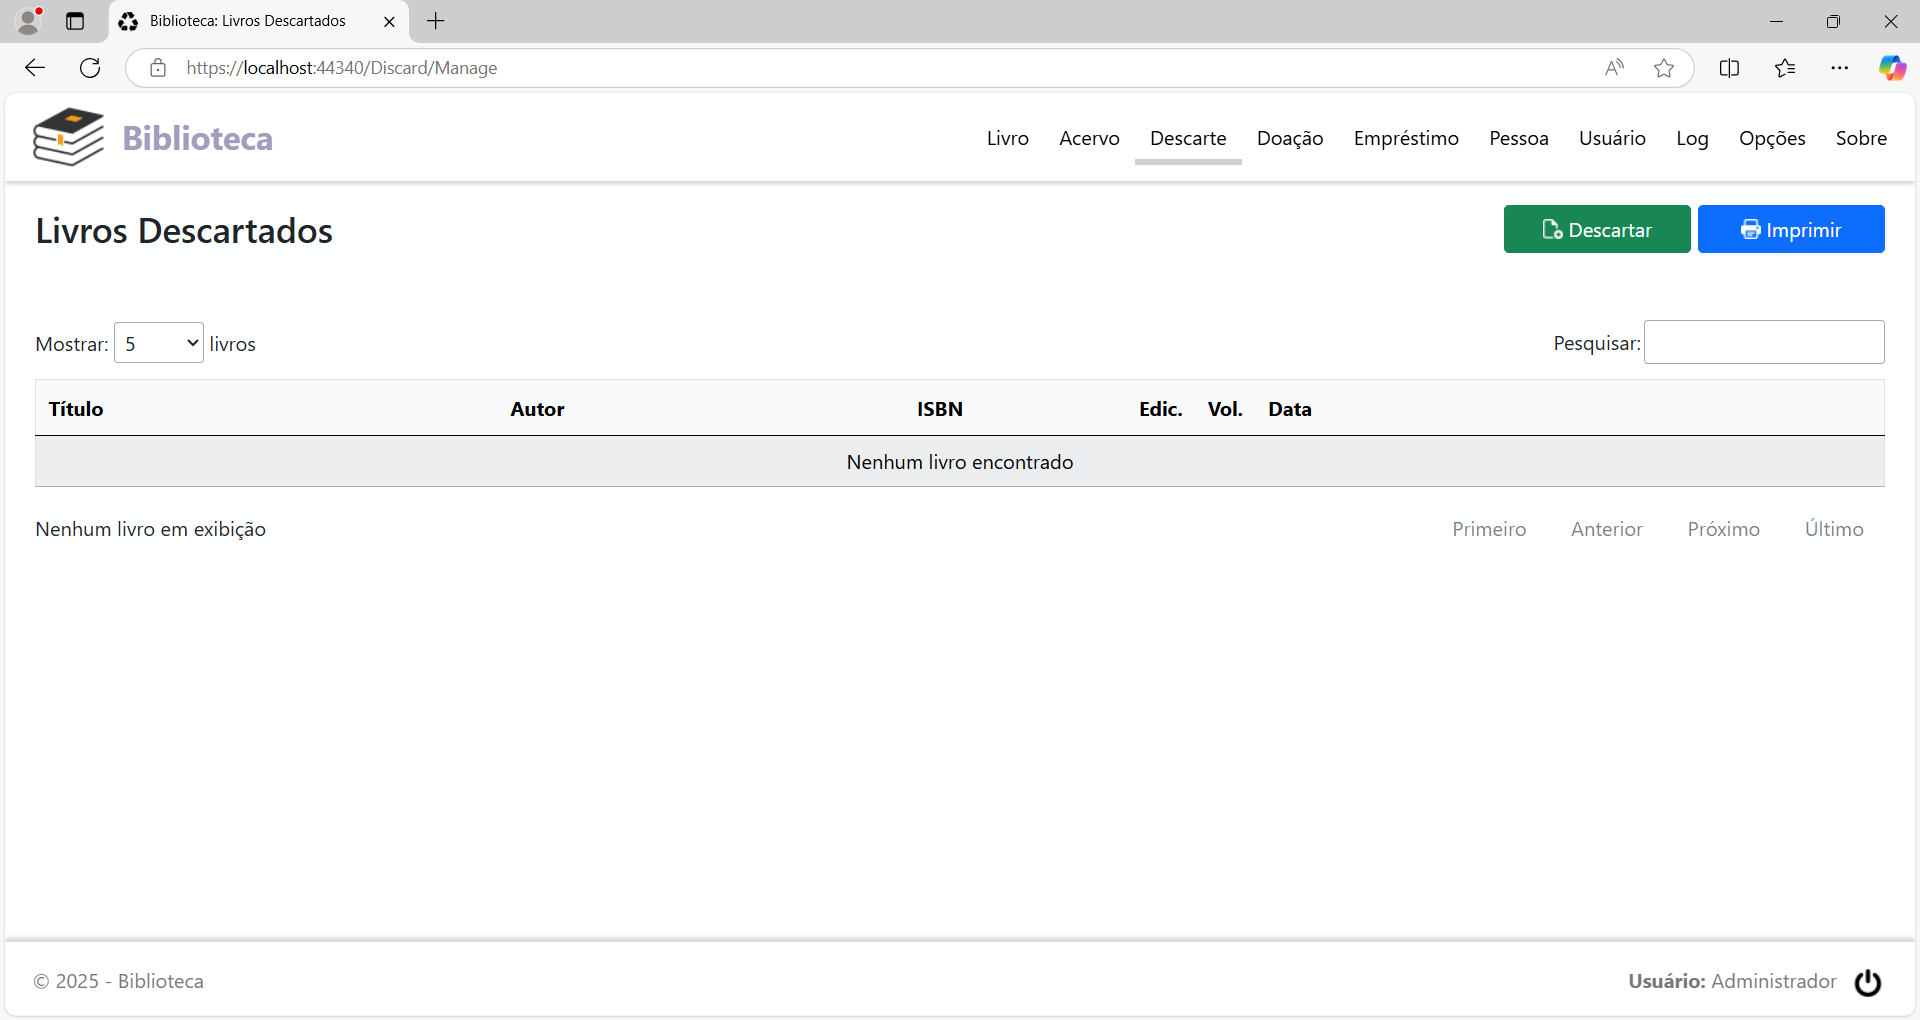 Biblioteca: Livros Descartados
https://localhost:44340/Discard/Manage
Biblioteca
Livro Acervo Descarte Doação Empréstimo Pessoa Usuário Log Opções Sobre
Livros Descartados
Descartar Imprimir
Mostrar: 5 livros
Pesquisar:
Título Autor ISBN Edic. Vol. Data
Nenhum livro encontrado
Nenhum livro em exibição
Primeiro Anterior Próximo Último
© 2025 - Biblioteca
Usuário: Administrador